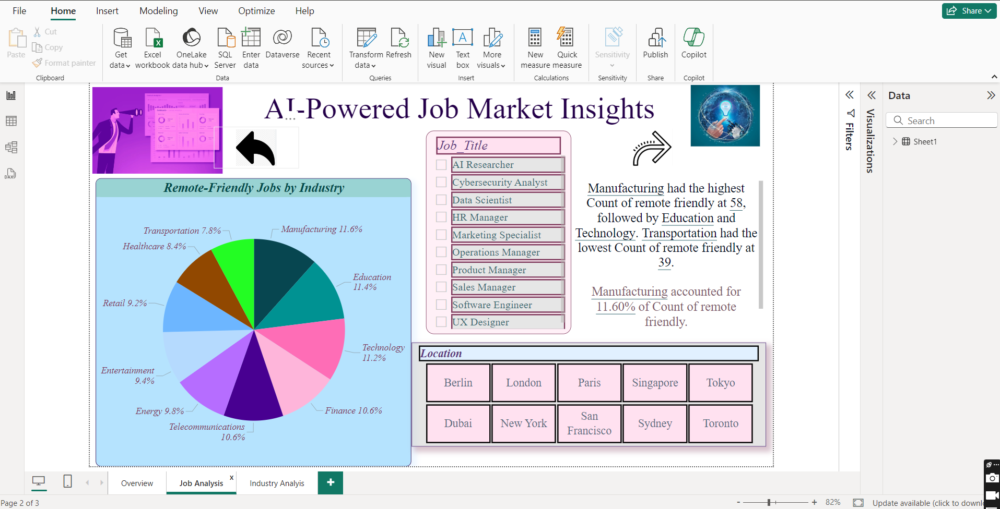 File Home Insert Modeling View Optimize Help Share
Paste
Cut
Copy
Format painter
Clipboard
Get data
Excel workbook
OneLake data hub
SQL Server
Enter data
Dataverse
Recent sources
Data
Transform data
Refresh
Queries
New visual
Text box
More visuals
Insert
New measure
Quick measure
Calculations
Sensitivity
Sensitivity
Publish
Share
Copilot
Copilot
DAX
AI-Powered Job Market Insights
Remote-Friendly Jobs by Industry
Transportation 7.8%
Manufacturing 11.6%
Healthcare 8.4%
Education
11.4%
Retail 9.2%
Technology
11.2%
Entertainment
9.4%
Energy 9.8%
Finance 10.6%
Telecommunications
10.6%
Job_Title
AI Researcher
Cybersecurity Analyst
Data Scientist
HR Manager
Marketing Specialist
Operations Manager
Product Manager
Sales Manager
Software Engineer
UX Designer
Manufacturing had the highest
Count of remote friendly at 58,
followed by Education and
Technology. Transportation had the
lowest Count of remote friendly at
39.
Manufacturing accounted for
11.60% of Count of remote
friendly.
Location
Berlin London Paris Singapore Tokyo
Dubai New York San Francisco Sydney Toronto
Filters
Visualizations
Data
Search
Sheet1
Overview Job Analysis x Industry Analyis +
Page 2 of 3
- + 82% Update available (click to downl